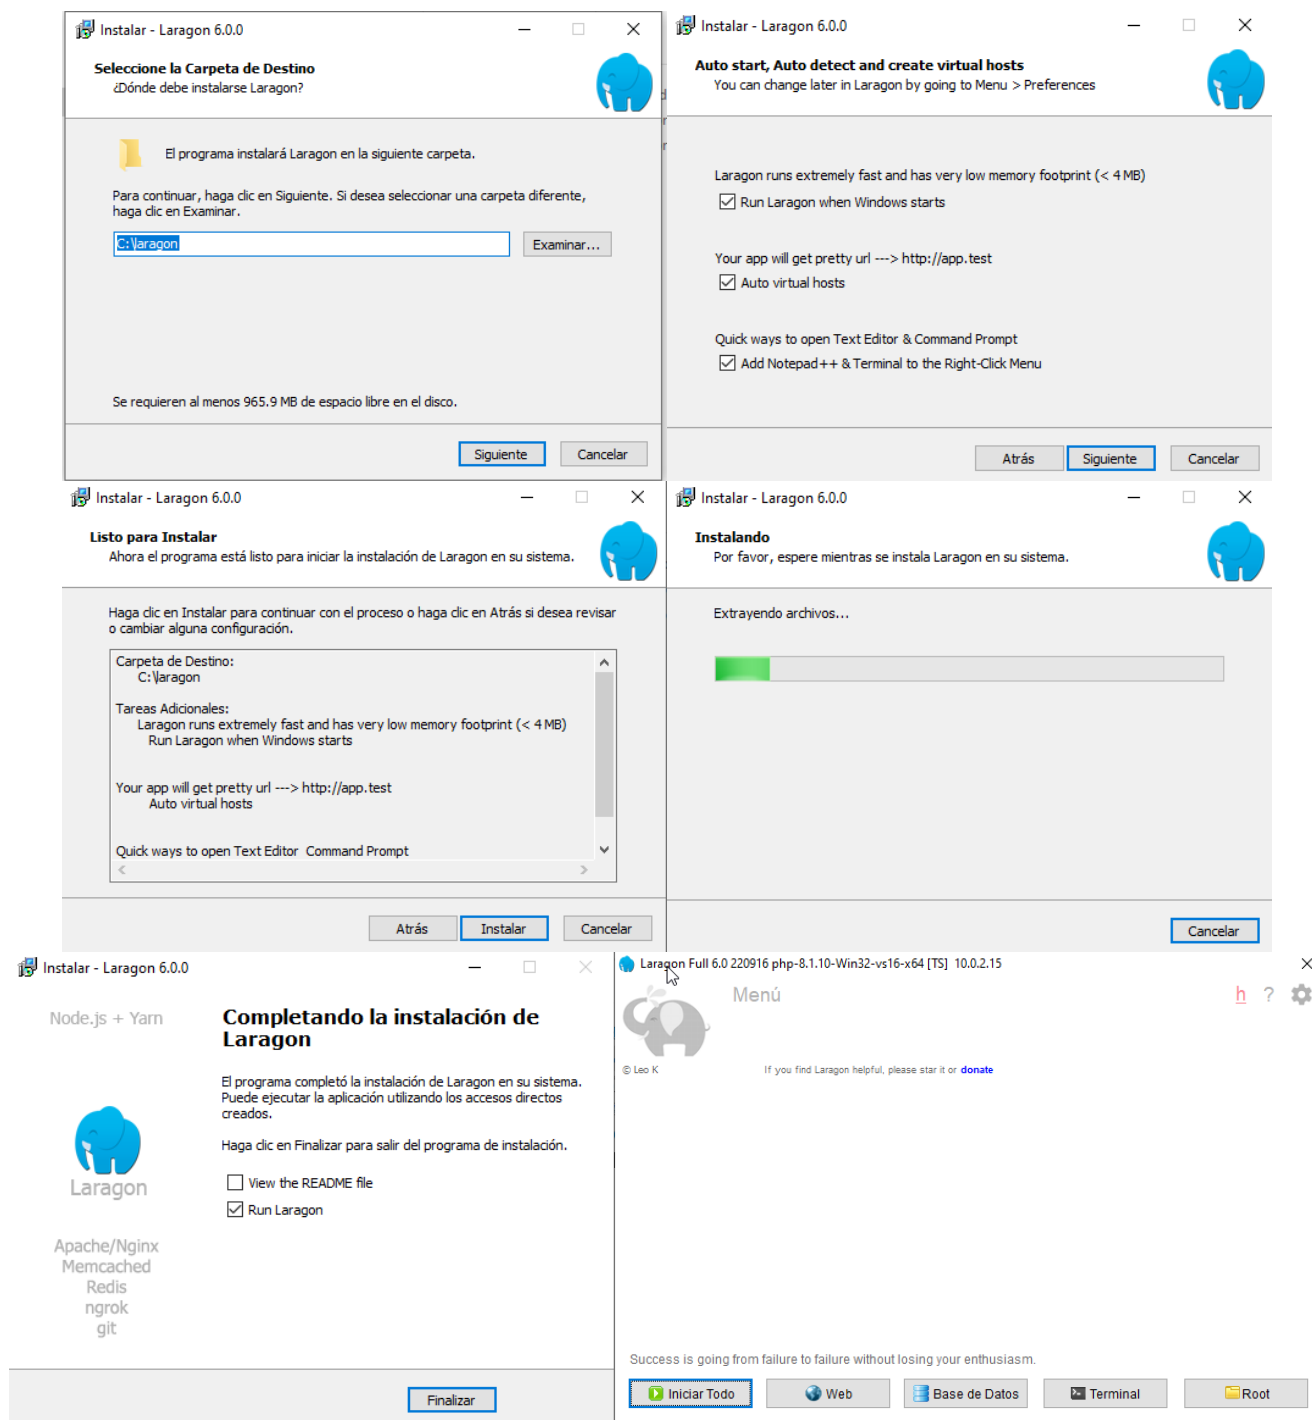 Instalar - Laragon 6.0.0
Seleccione la Carpeta de Destino
¿Dónde debe instalarse Laragon?
El programa instalará Laragon en la siguiente carpeta.
Para continuar, haga clic en Siguiente. Si desea seleccionar una carpeta diferente,
haga clic en Examinar.
C:\laragon
Examinar...
Se requieren al menos 965.9 MB de espacio libre en el disco.
Siguiente
Cancelar
Instalar - Laragon 6.0.0
Auto start, Auto detect and create virtual hosts
You can change later in Laragon by going to Menu > Preferences
Laragon runs extremely fast and has very low memory footprint (< 4 MB)
Run Laragon when Windows starts
Your app will get pretty url ---> http://app.test
Auto virtual hosts
Quick ways to open Text Editor & Command Prompt
Add Notepad++ & Terminal to the Right-Click Menu
Atrás
Siguiente
Cancelar
Instalar - Laragon 6.0.0
Listo para Instalar
Ahora el programa está listo para iniciar la instalación de Laragon en su sistema.
Haga clic en Instalar para continuar con el proceso o haga clic en Atrás si desea revisar
o cambiar alguna configuración.
Carpeta de Destino:
C:\laragon
Tareas Adicionales:
Laragon runs extremely fast and has very low memory footprint (< 4 MB)
Run Laragon when Windows starts
Your app will get pretty url ---> http://app.test
Auto virtual hosts
Quick ways to open Text Editor  Command Prompt
Atrás
Instalar
Cancelar
Instalar - Laragon 6.0.0
Instalando
Por favor, espere mientras se instala Laragon en su sistema.
Extrayendo archivos...
Cancelar
Instalar - Laragon 6.0.0
Node.js + Yarn
Laragon
Apache/Nginx
Memcached
Redis
ngrok
git
Completando la instalación de
Laragon
El programa completó la instalación de Laragon en su sistema.
Puede ejecutar la aplicación utilizando los accesos directos
creados.
Haga clic en Finalizar para salir del programa de instalación.
View the README file
Run Laragon
Finalizar
Laragon Full 6.0 220916 php-8.1.10-Win32-vs16-x64 [TS] 10.0.2.15
Menú
h ?
© Leo K
If you find Laragon helpful, please star it or donate
Success is going from failure to failure without losing your enthusiasm.
Iniciar Todo
Web
Base de Datos
Terminal
Root